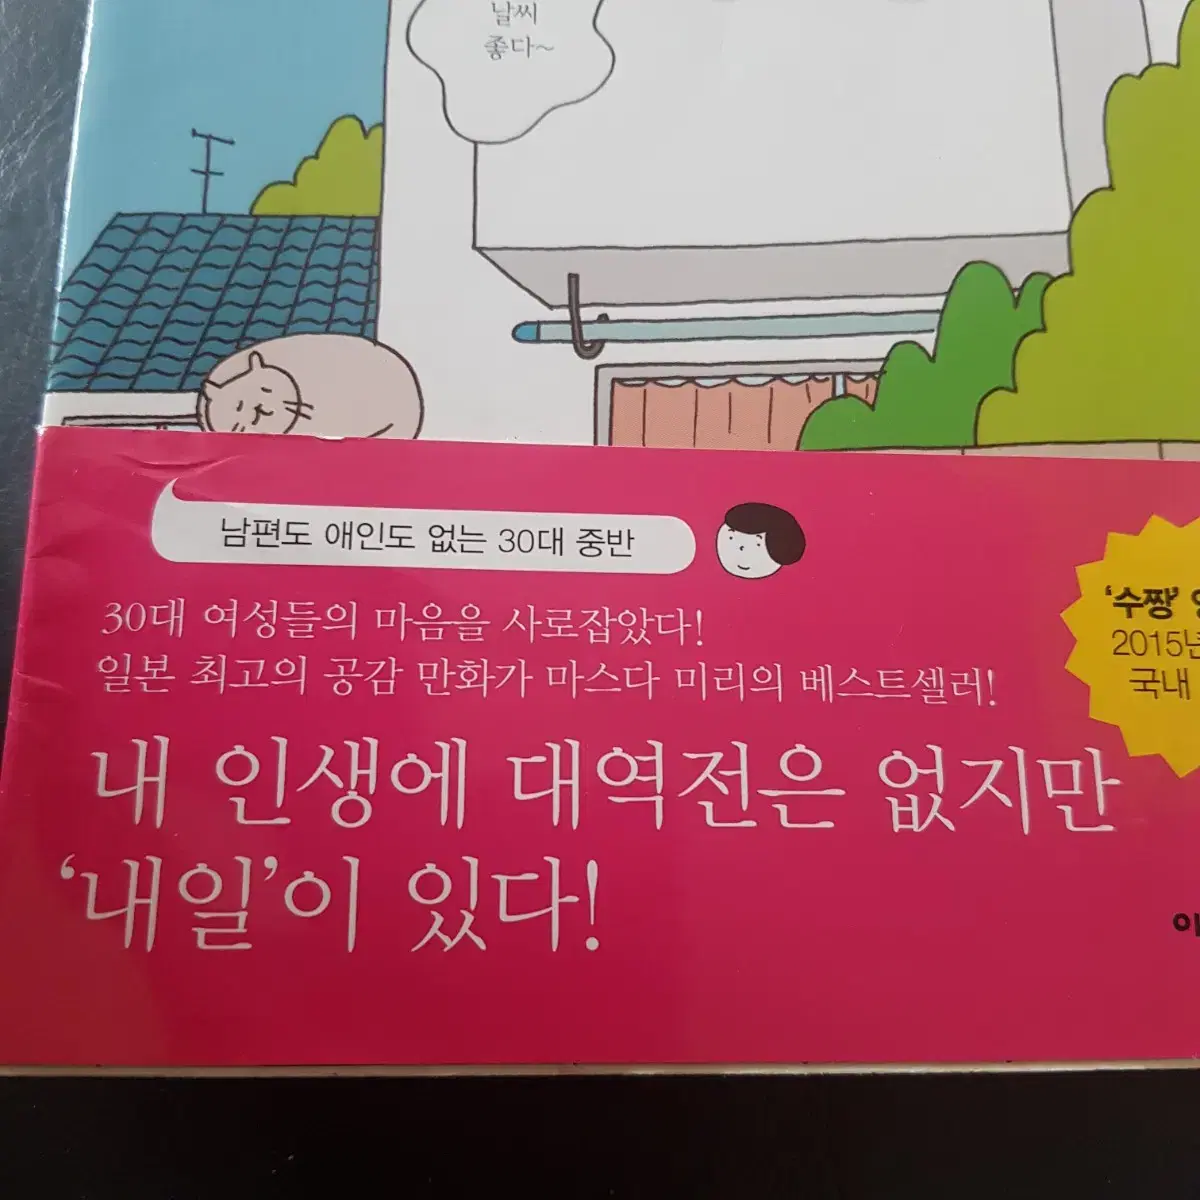 날씨
좋다~
남편도 애인도 없는 30대 중반
30대 여성들의 마음을 사로잡았다!
일본 최고의 공감 만화가 마스다 미리의 베스트셀러!
내 인생에 대역전은 없지만
‘내일’이 있다!
‘수짱’
2015년
국내